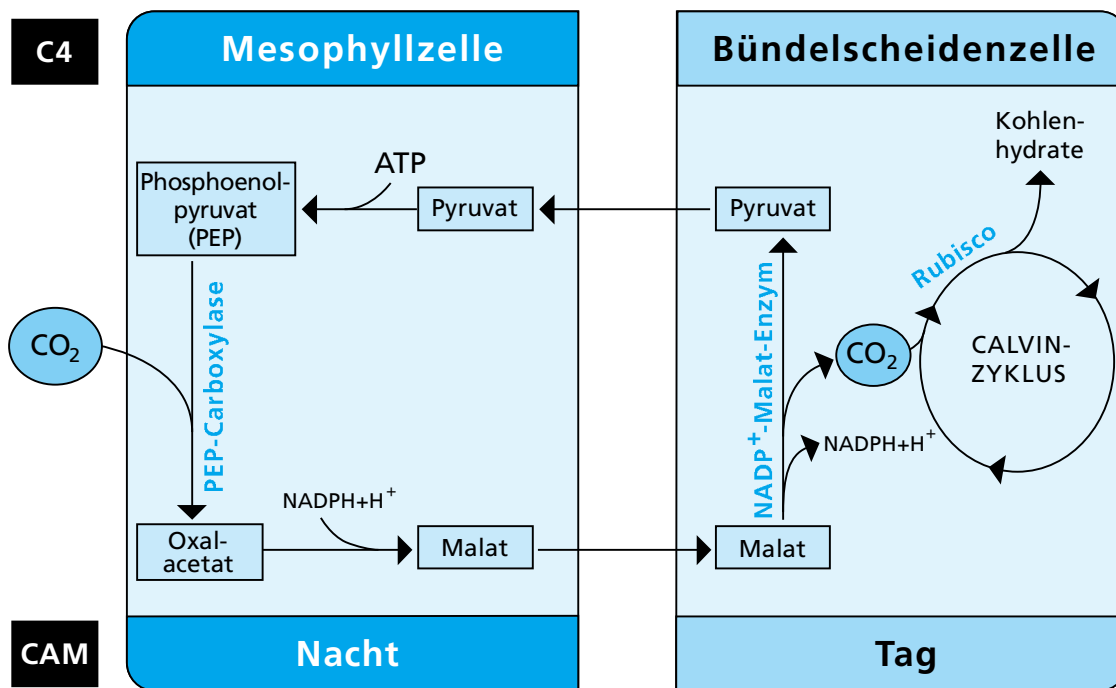 C4
Mesophyllzelle
Bündelscheidenzelle
Kohlen-
hydrate
ATP
Phosphoenol-
pyruvat
(PEP)
Pyruvat
Pyruvat
Rubisco
CO₂
PEP-Carboxylase
NADP⁺-Malat-Enzym
CO₂
CALVIN-
ZYKLUS
NADPH+H⁺
NADPH+H⁺
Oxal-
acetat
Malat
Malat
CAM
Nacht
Tag